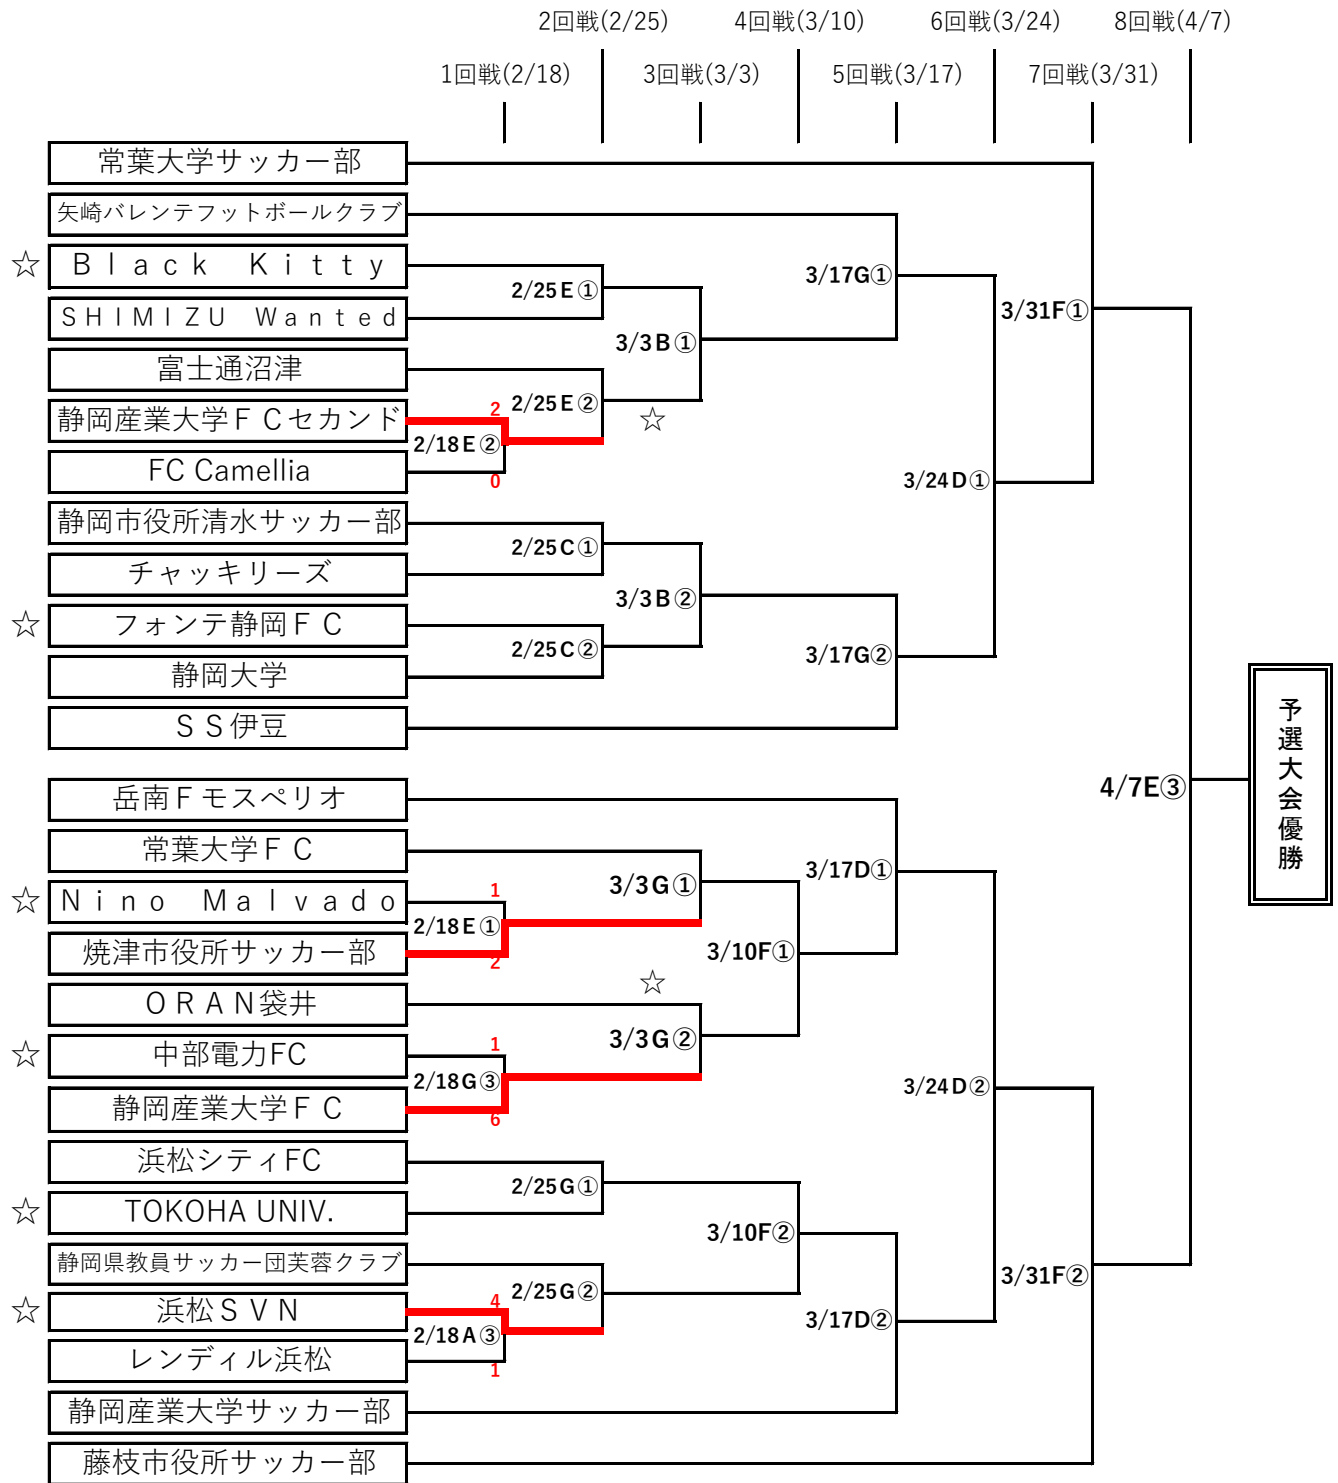 2回戦(2/25) 4回戦(3/10) 6回戦(3/24) 8回戦(4/7)
1回戦(2/18) 3回戦(3/3) 5回戦(3/17) 7回戦(3/31)
常葉大学サッカー部
矢崎バレンテフットボールクラブ
☆ Black Kitty
2/25E① 3/17G①
SHIMIZU Wanted
3/31F①
3/3B①
富士通沼津
静岡産業大学FCセカンド 2 2/25E② ☆
2/18E②
FC Camellia 0
3/24D①
静岡市役所清水サッカー部
2/25C①
チャッキリーズ
3/3B②
☆ フォンテ静岡FC
2/25C② 3/17G②
静岡大学
SS伊豆
予選大会優勝
4/7E③
岳南Fモスペリオ
常葉大学FC
3/17D①
3/3G①
☆ Nino Malvado 1
2/18E①
焼津市役所サッカー部 2
3/10F①
☆
ORAN袋井
3/3G②
☆ 中部電力FC 1
2/18G③
3/24D②
静岡産業大学FC 6
浜松シティFC
2/25G①
☆ TOKOHA UNIV.
3/10F②
静岡県教員サッカー団芙蓉クラブ
3/31F②
2/25G②
☆ 浜松SVN 4
3/17D②
2/18A③
レンディル浜松 1
静岡産業大学サッカー部
藤枝市役所サッカー部